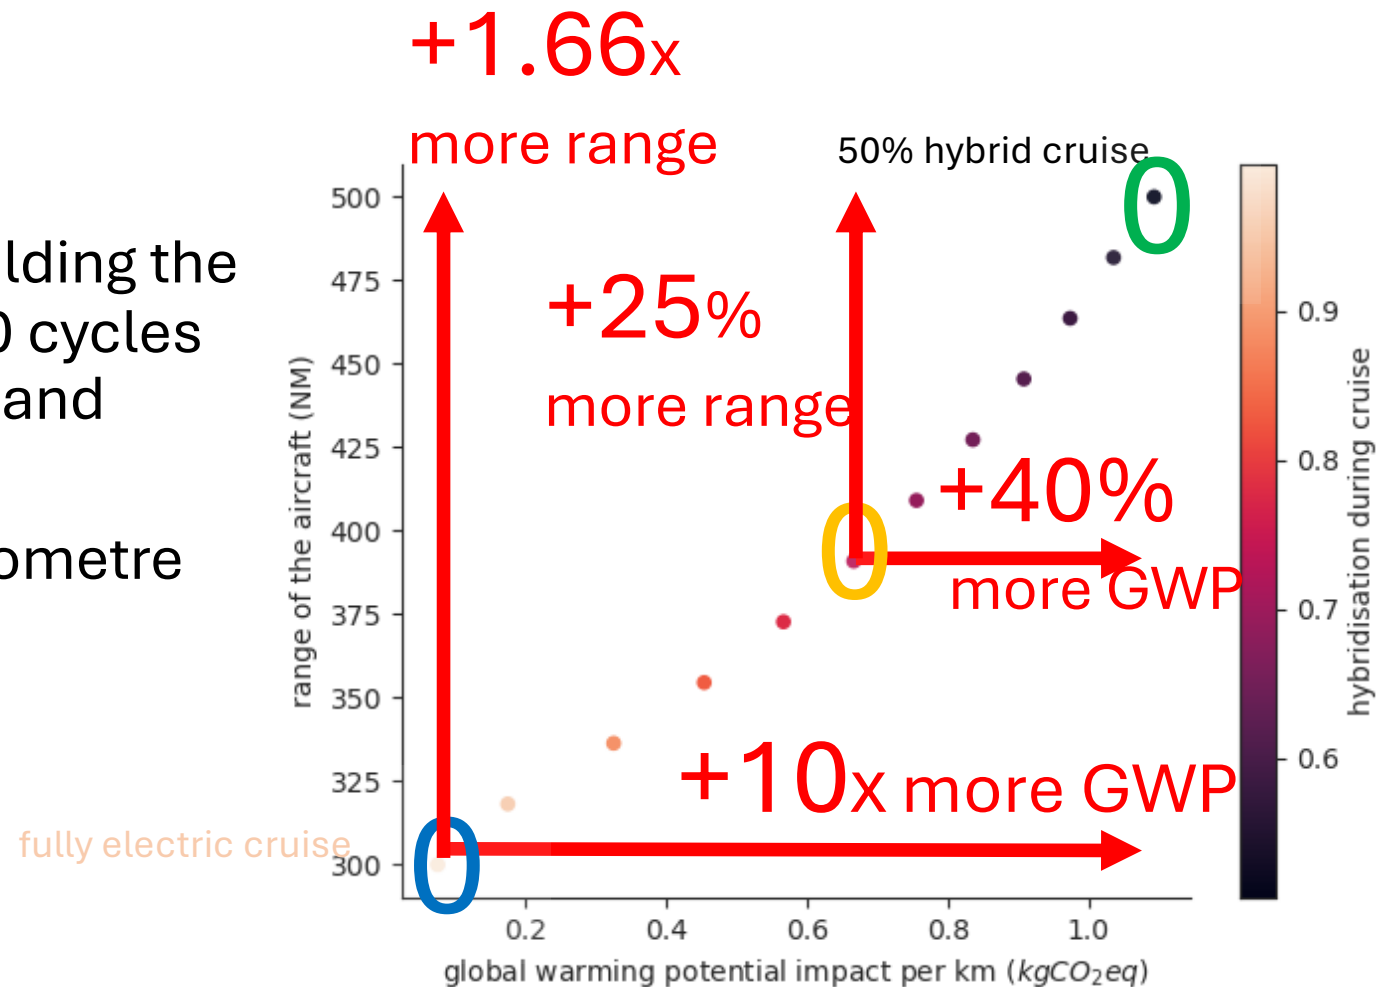 +1.66x
more range
50% hybrid cruise
lding the
0 cycles
and
ometre
+25%
more range
+40%
more GWP
+10x more GWP
fully electric cruise
range of the aircraft (NM)
500
475
450
425
400
375
350
325
300
0.2 0.4 0.6 0.8 1.0
global warming potential impact per km (kgCO₂eq)
0.9
0.8
0.7
0.6
hybridisation during cruise